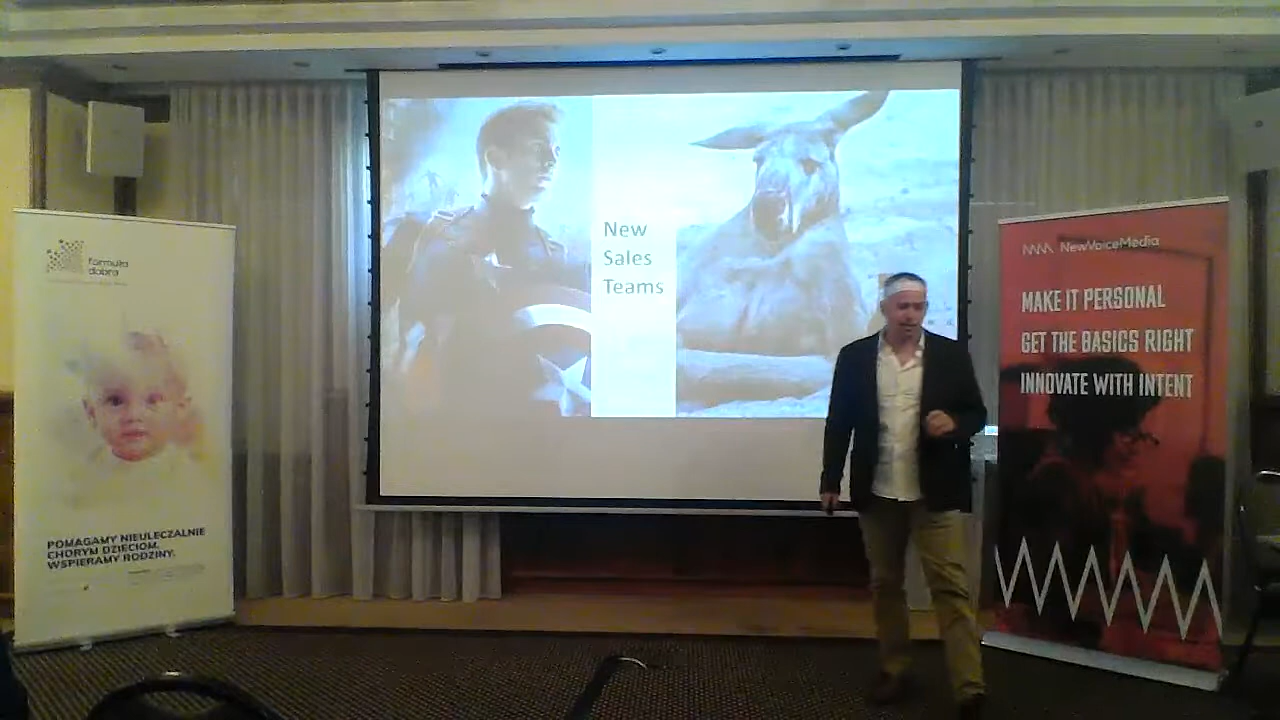 formuła
dobra
POMAGAMY NIEULECZALNIE
CHORYM DZIECIOM.
WSPIERAMY RODZINY.
New
Sales
Teams
NewVoiceMedia
MAKE IT PERSONAL
GET THE BASICS RIGHT
INNOVATE WITH INTENT